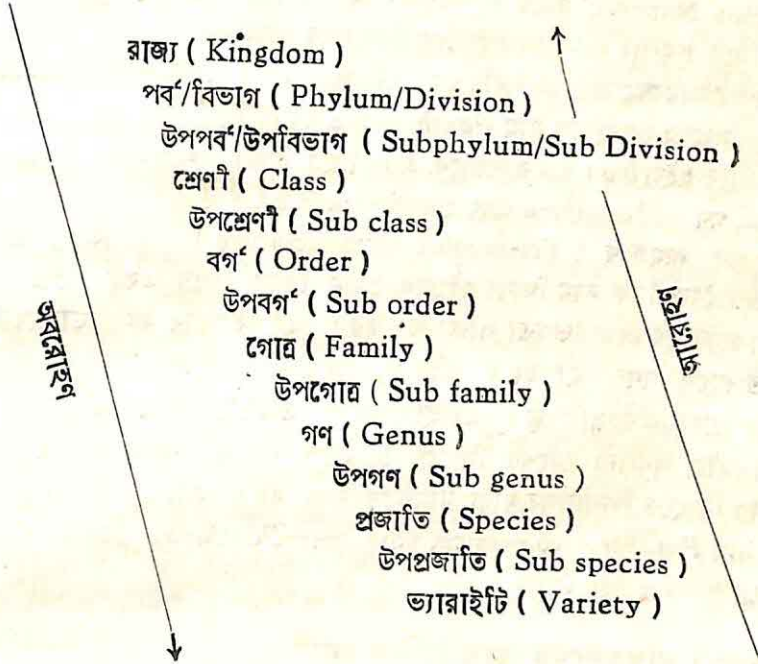 রাজ্য ( Kingdom )
পর্ব/বিভাগ ( Phylum/Division )
উপপর্ব/উপবিভাগ ( Subphylum/Sub Division )
শ্রেণী ( Class )
উপশ্রেণী ( Sub class )
বর্গ ( Order )
উপবর্গ ( Sub order )
গোত্র ( Family )
উপগোত্র ( Sub family )
গণ ( Genus )
উপগণ ( Sub genus )
প্রজাতি ( Species )
উপপ্রজাতি ( Sub species )
ভ্যারাইটি ( Variety )
অবরোহণ
আরোহণ